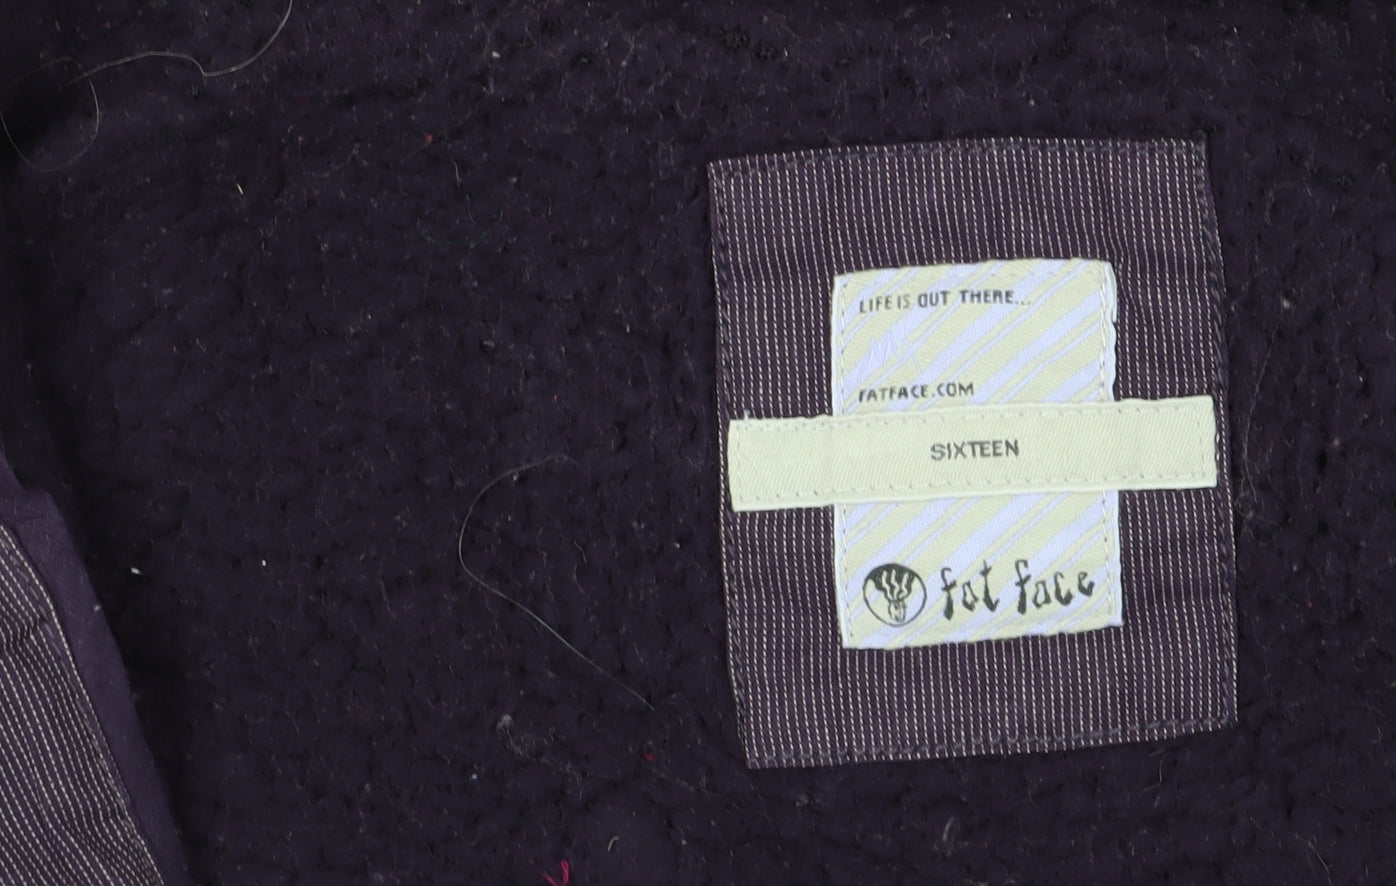 LIFE IS OUT THERE...
FATFACE.COM
SIXTEEN
fat face